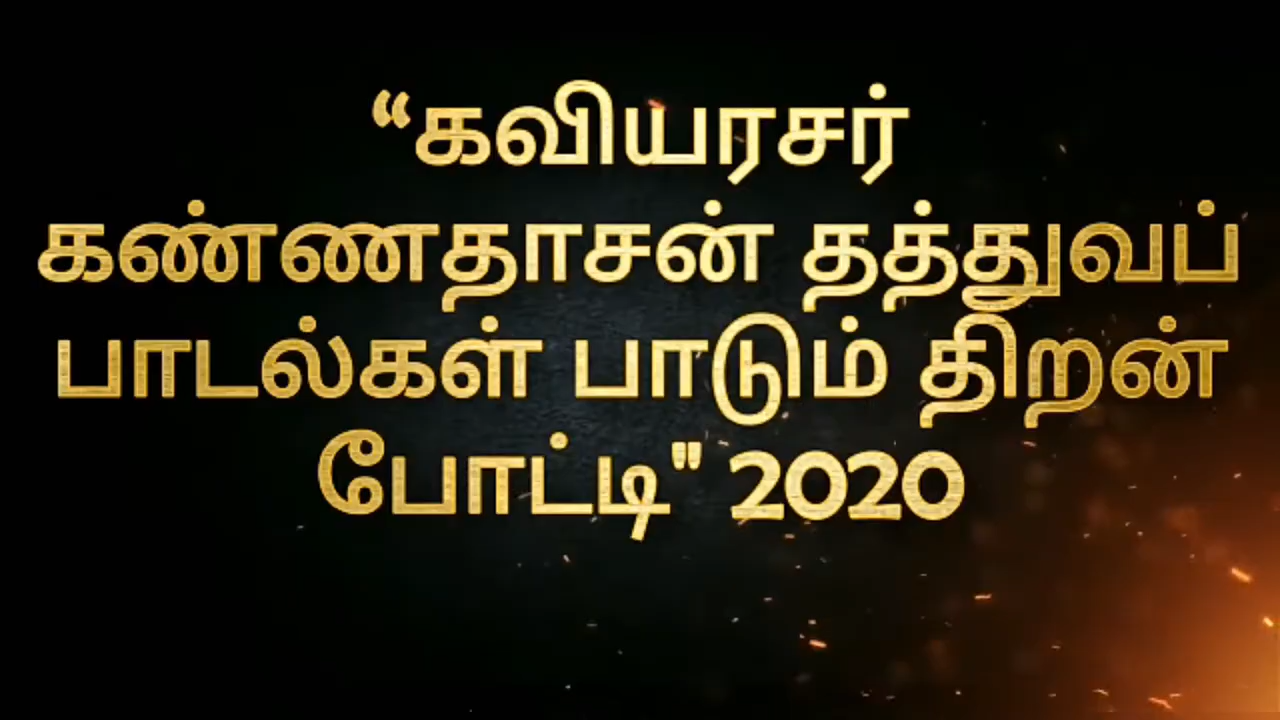 “கவியரசர்
கண்ணதாசன் தத்துவப்
பாடல்கள் பாடும் திறன்
போட்டி" 2020